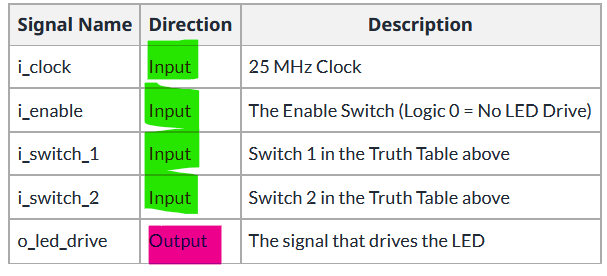 Signal Name Direction Description
i_clock Input 25 MHz Clock
i_enable Input The Enable Switch (Logic 0 = No LED Drive)
i_switch_1 Input Switch 1 in the Truth Table above
i_switch_2 Input Switch 2 in the Truth Table above
o_led_drive Output The signal that drives the LED